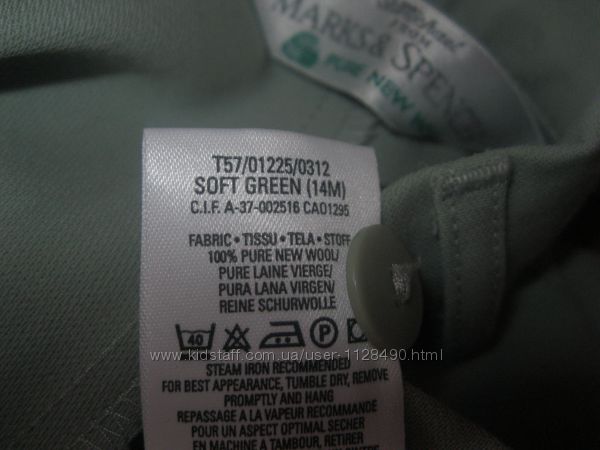 FROM
MARKS & SPEN
PURE NEW
T57/01225/0312
SOFT GREEN (14M)
C.I.F. A-37-002516 CA01295
FABRIC • TISSU • TELA • STOFF
100% PURE NEW WOOL/
PURE LAINE VIERGE/
PURA LANA VIRGEN/
REINE SCHURWOLLE
40 P
www.kidstaff.com.ua/user-1128490.html
STEAM IRON RECOMMENDED
FOR BEST APPEARANCE, TUMBLE DRY, REMOVE
PROMPTLY AND HANG
REPASSAGE A LA VAPEUR RECOMMANDE
POUR UN ASPECT OPTIMUM SECHER EN
MACHINE A TAMBOUR, RETIRER